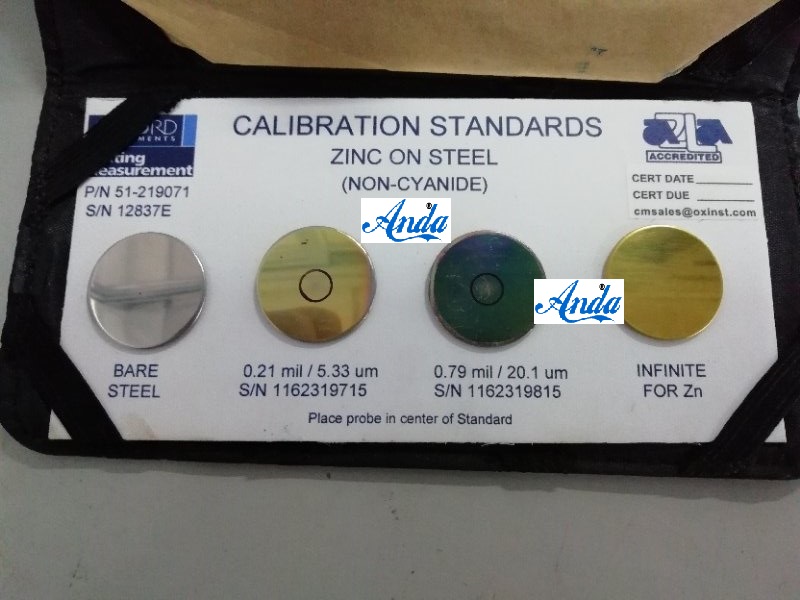 CALIBRATION STANDARDS
ZINC ON STEEL
(NON-CYANIDE)
P/N 51-219071
S/N 12837E
ACCREDITED
CERT DATE
CERT DUE
cmsales@oxinst.com
Anda®
Anda®
BARE
STEEL
0.21 mil / 5.33 um
S/N 1162319715
0.79 mil / 20.1 um
S/N 1162319815
INFINITE
FOR Zn
Place probe in center of Standard